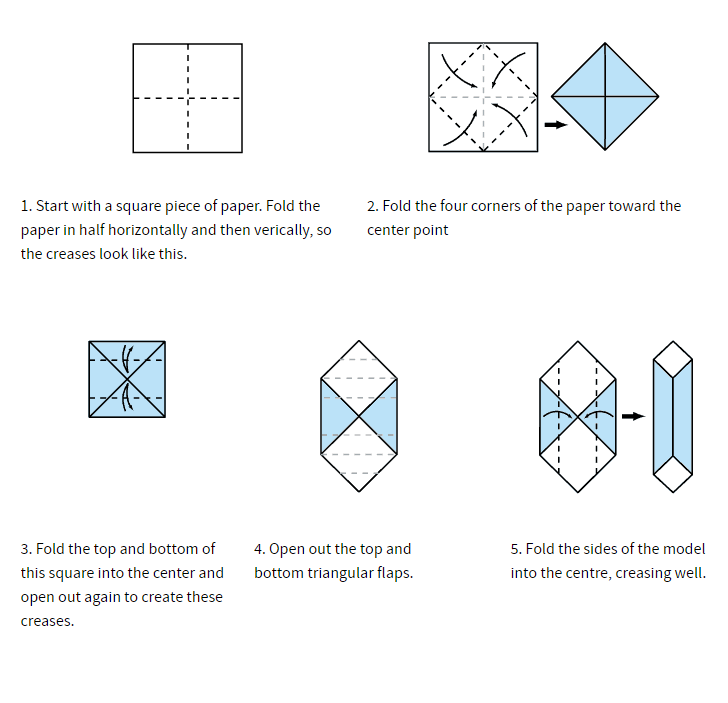 1. Start with a square piece of paper. Fold the
paper in half horizontally and then verically, so
the creases look like this.
2. Fold the four corners of the paper toward the
center point
3. Fold the top and bottom of
this square into the center and
open out again to create these
creases.
4. Open out the top and
bottom triangular flaps.
5. Fold the sides of the model
into the centre, creasing well.